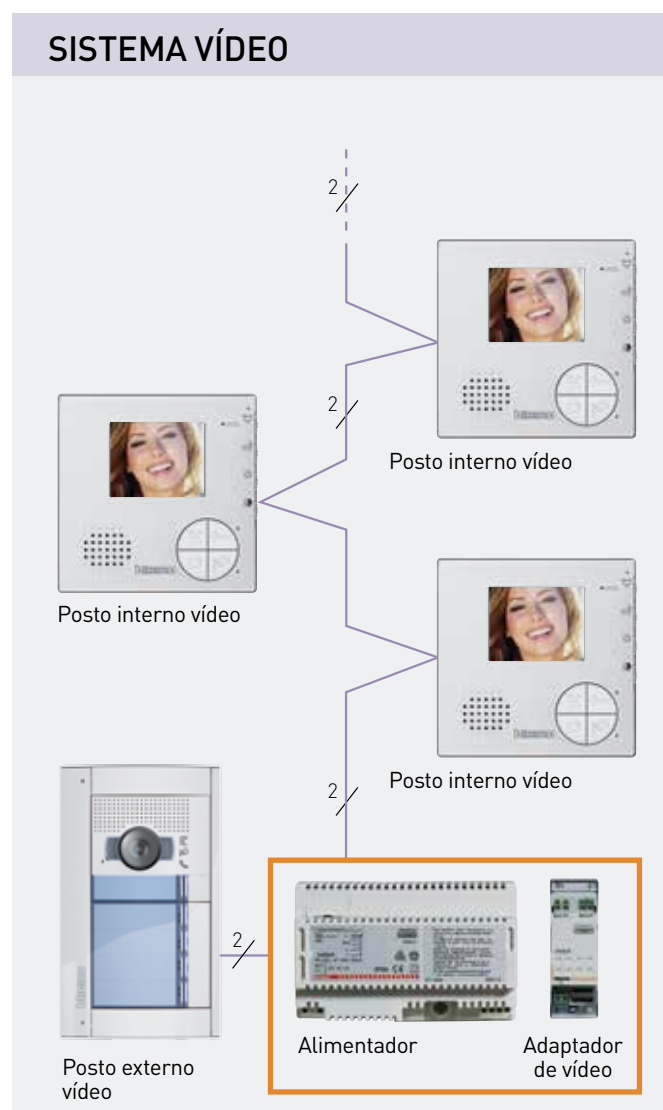 SISTEMA VÍDEO
2
2
Posto interno vídeo
Posto interno vídeo
2
Posto interno vídeo
2
Alimentador
Adaptador
de vídeo
Posto externo
vídeo